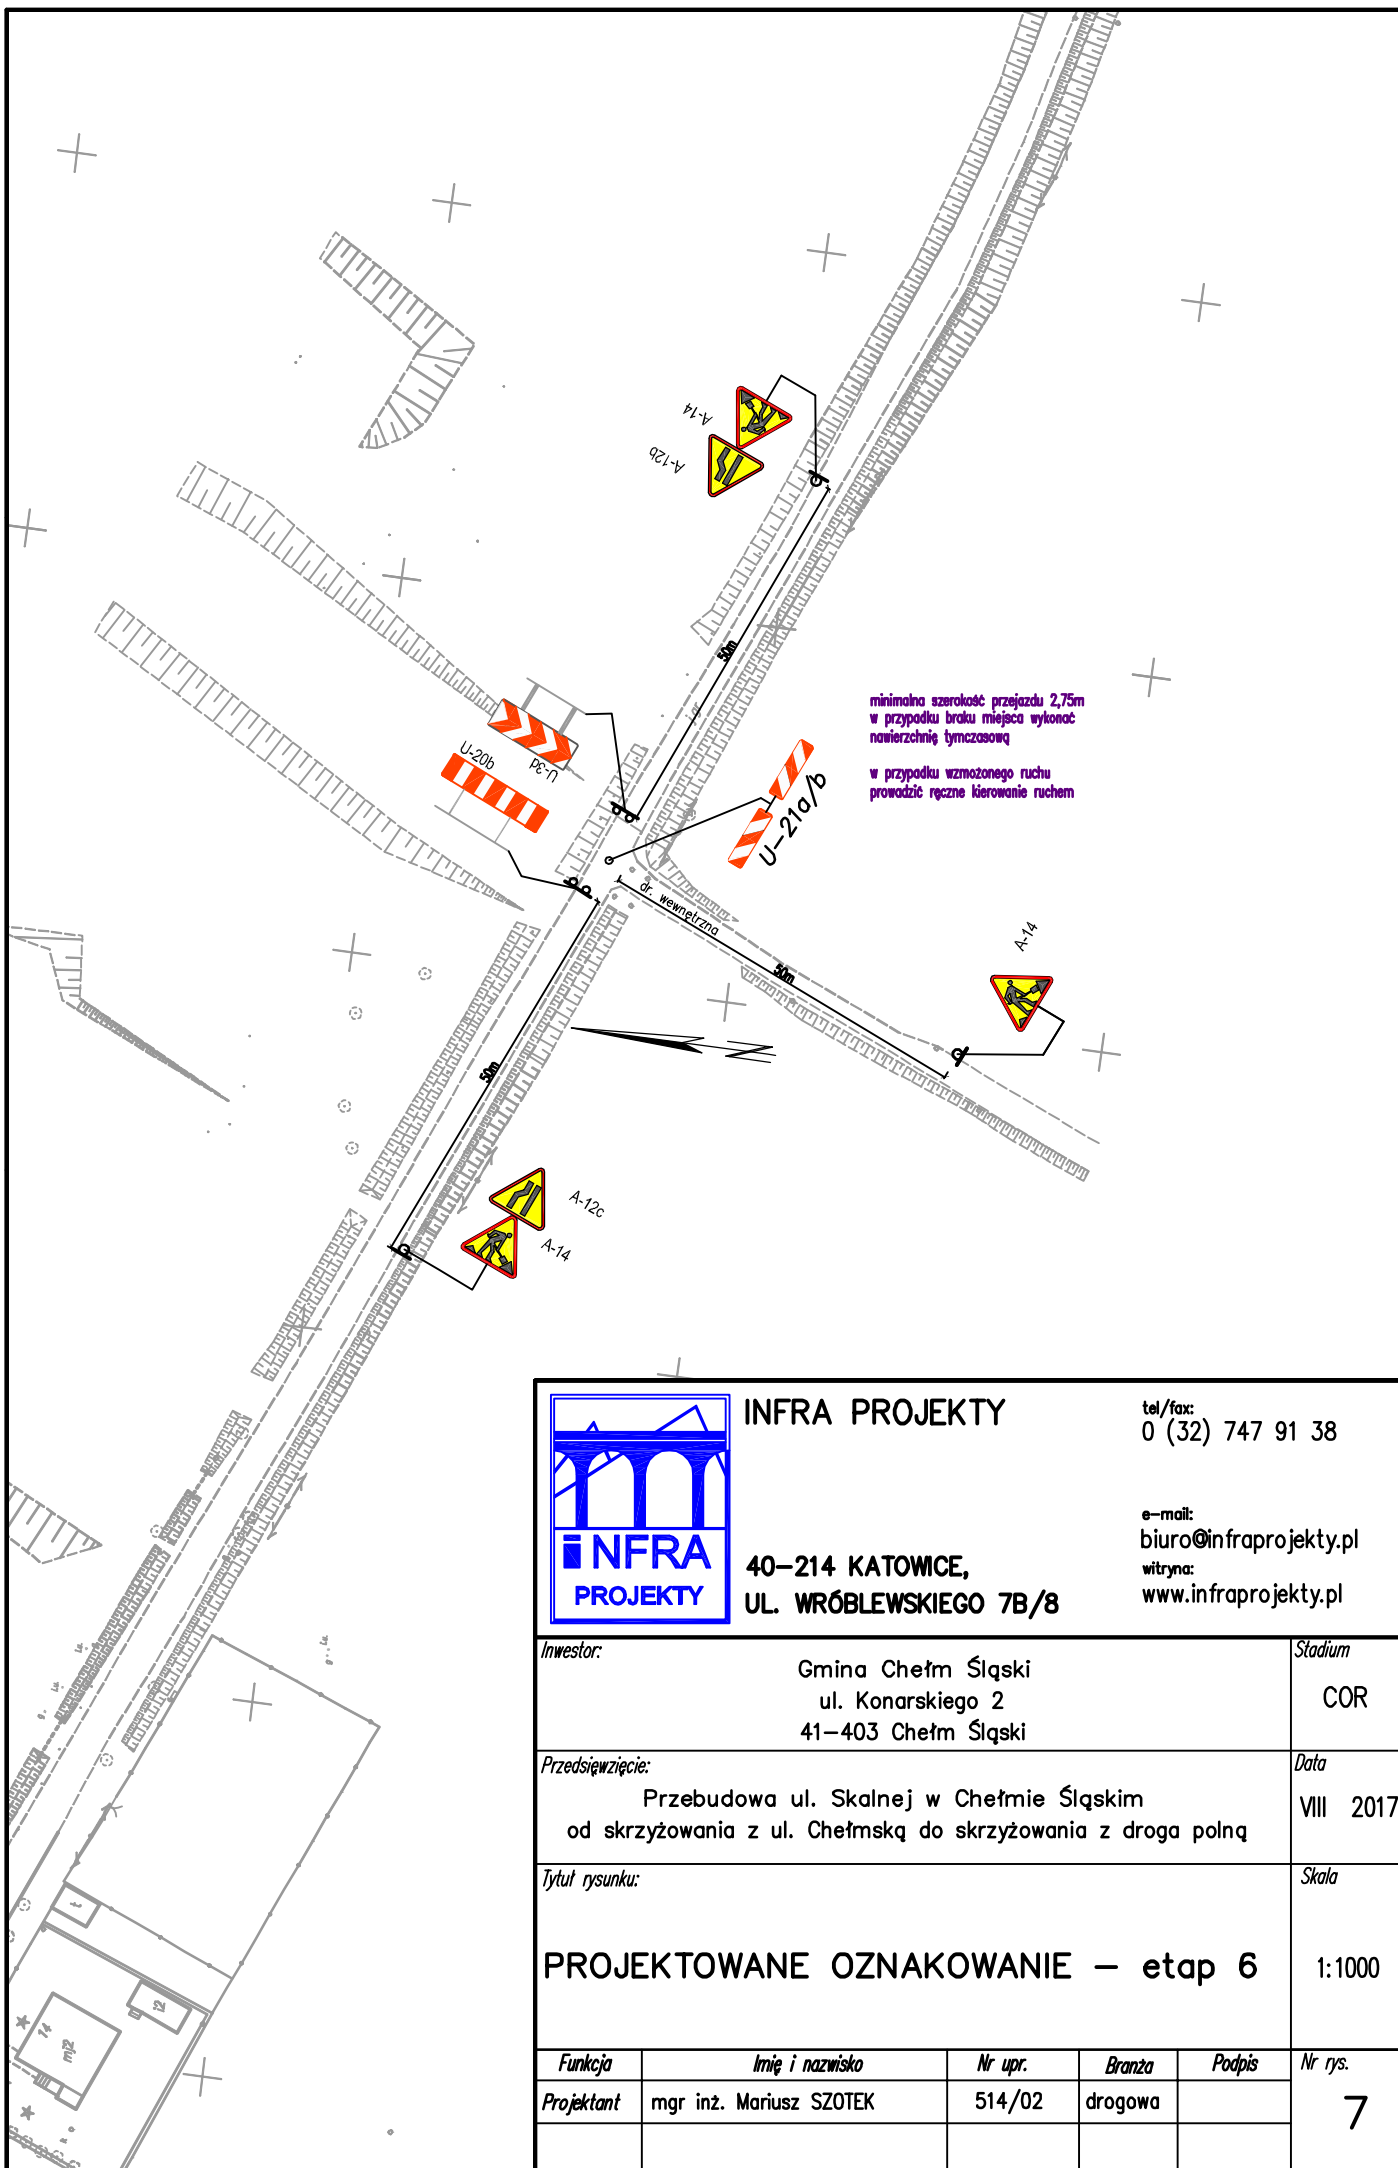 A-14
A-12b
50m
minimalna szerokość przejazdu 2,75m
w przypadku braku miejsca wykonać
nawierzchnię tymczasową
w przypadku wzmożonego ruchu
prowadzić ręczne kierowanie ruchem
U-20b
U-3d
U-21a/b
dr. wewnętrzna
50m
A-14
50m
A-12c
A-14
INFRA PROJEKTY
tel/fax:
0 (32) 747 91 38
e-mail:
biuro@infraprojekty.pl
witryna:
www.infraprojekty.pl
40-214 KATOWICE,
UL. WRÓBLEWSKIEGO 7B/8
iNFRA
PROJEKTY
Inwestor:
Gmina Chełm Śląski
ul. Konarskiego 2
41-403 Chełm Śląski
Stadium
COR
Przedsięwzięcie:
Przebudowa ul. Skalnej w Chełmie Śląskim
od skrzyżowania z ul. Chełmską do skrzyżowania z droga polną
Data
VIII 2017
Tytuł rysunku:
PROJEKTOWANE OZNAKOWANIE - etap 6
Skala
1:1000
Funkcja Imię i nazwisko Nr upr. Branża Podpis
Projektant mgr inż. Mariusz SZOTEK 514/02 drogowa
Nr rys.
7
t
i2
14
mj2